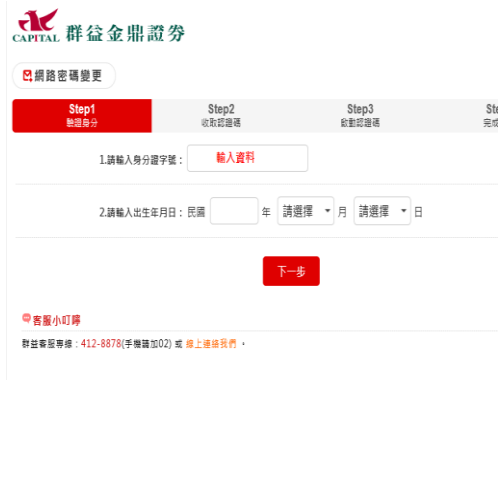 CAPITAL 群益金鼎證券
網路密碼變更
Step1 Step2 Step3
驗證身分 收取認證碼 啟動認證碼
1.請輸入身分證字號： 輸入資料
2.請輸入出生年月日： 民國 年 請選擇 月 請選擇 日
下一步
客服小叮嚀
群益客服專線：412-8878(手機請加02) 或 線上連絡我們 。